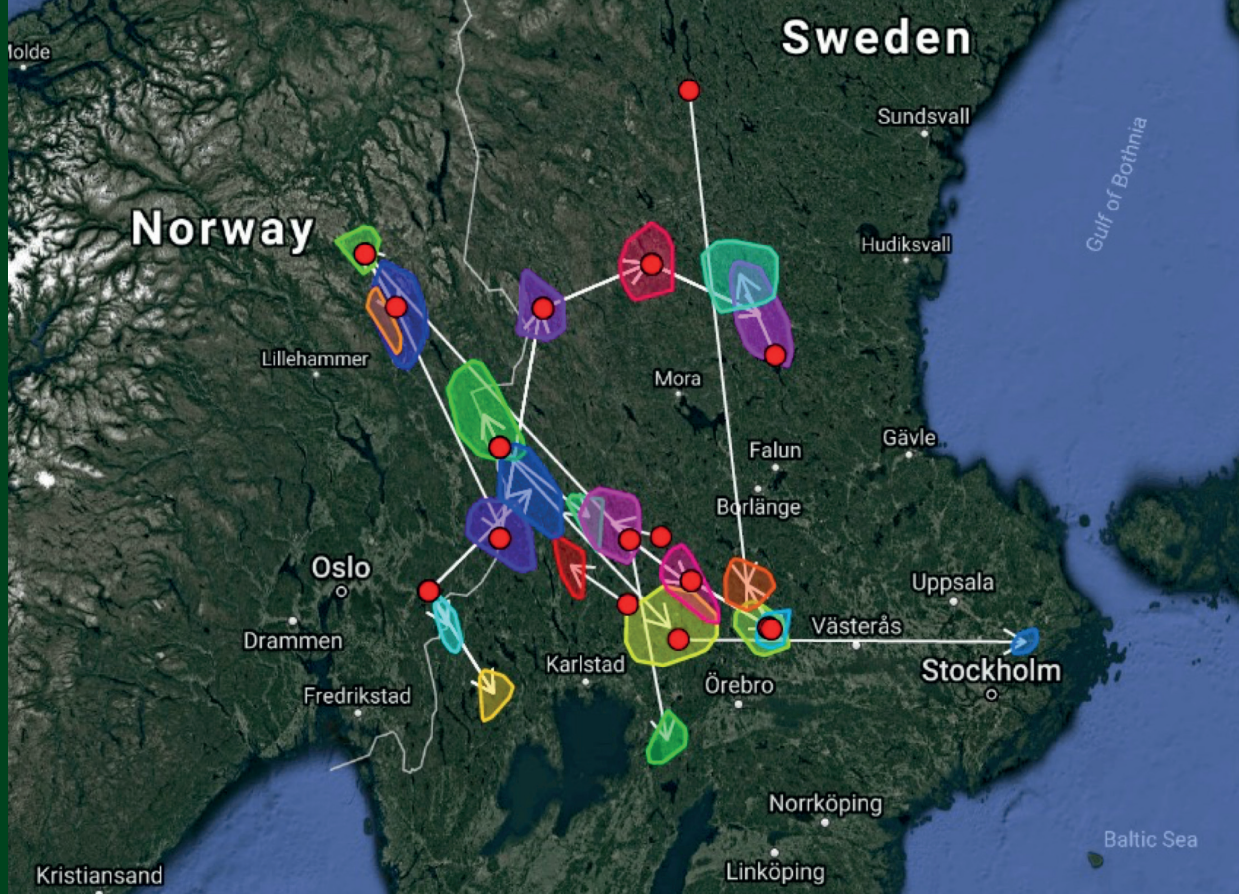 Molde
Sweden
Sundsvall
Gulf of Bothnia
Norway
Hudiksvall
Lillehammer
Mora
Gävle
Falun
Borlänge
Oslo
Uppsala
Drammen
Västerås
Karlstad
Stockholm
Örebro
Fredrikstad
Norrköping
Baltic Sea
Linköping
Kristiansand